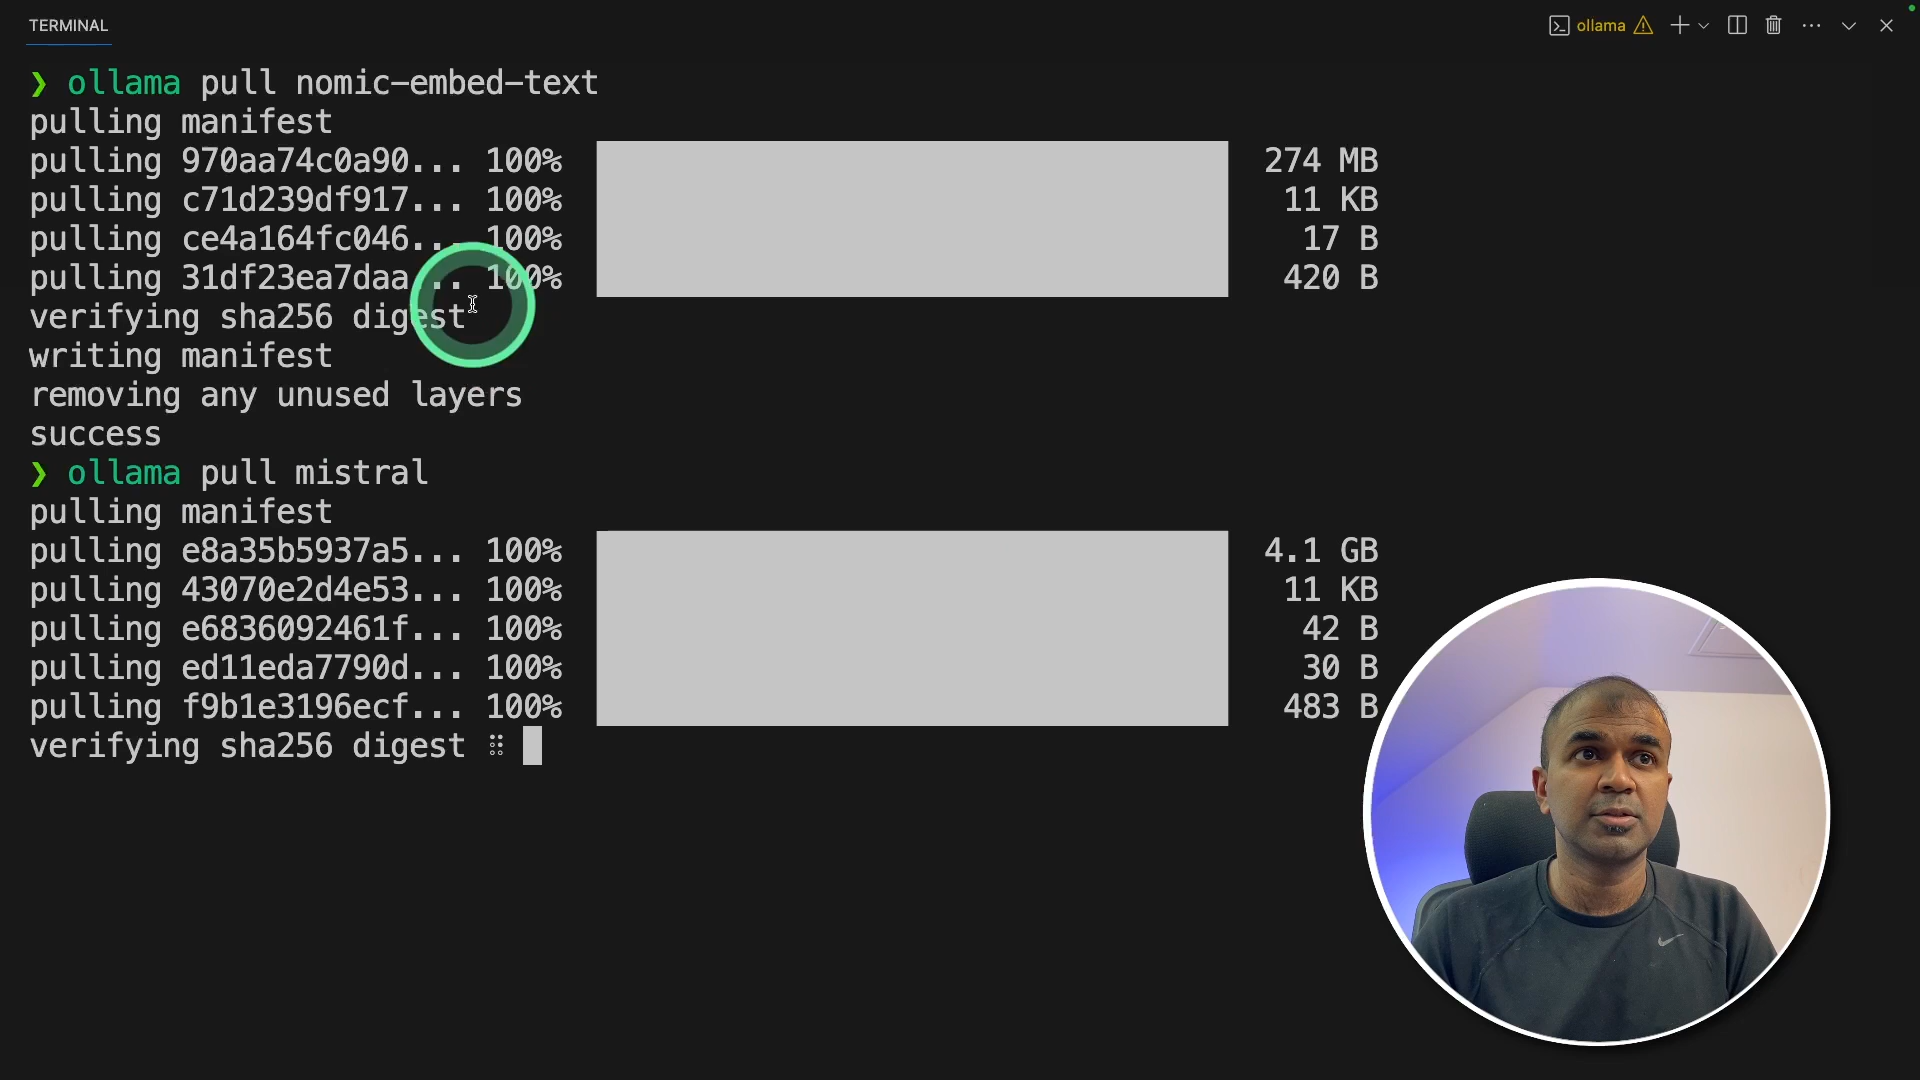 TERMINAL
ollama
❯ ollama pull nomic-embed-text
pulling manifest
pulling 970aa74c0a90... 100% 274 MB
pulling c71d239df917... 100% 11 KB
pulling ce4a164fc046... 100% 17 B
pulling 31df23ea7daa... 100% 420 B
verifying sha256 digest
writing manifest
removing any unused layers
success
❯ ollama pull mistral
pulling manifest
pulling e8a35b5937a5... 100% 4.1 GB
pulling 43070e2d4e53... 100% 11 KB
pulling e6836092461f... 100% 42 B
pulling ed11eda7790d... 100% 30 B
pulling f9b1e3196ecf... 100% 483 B
verifying sha256 digest